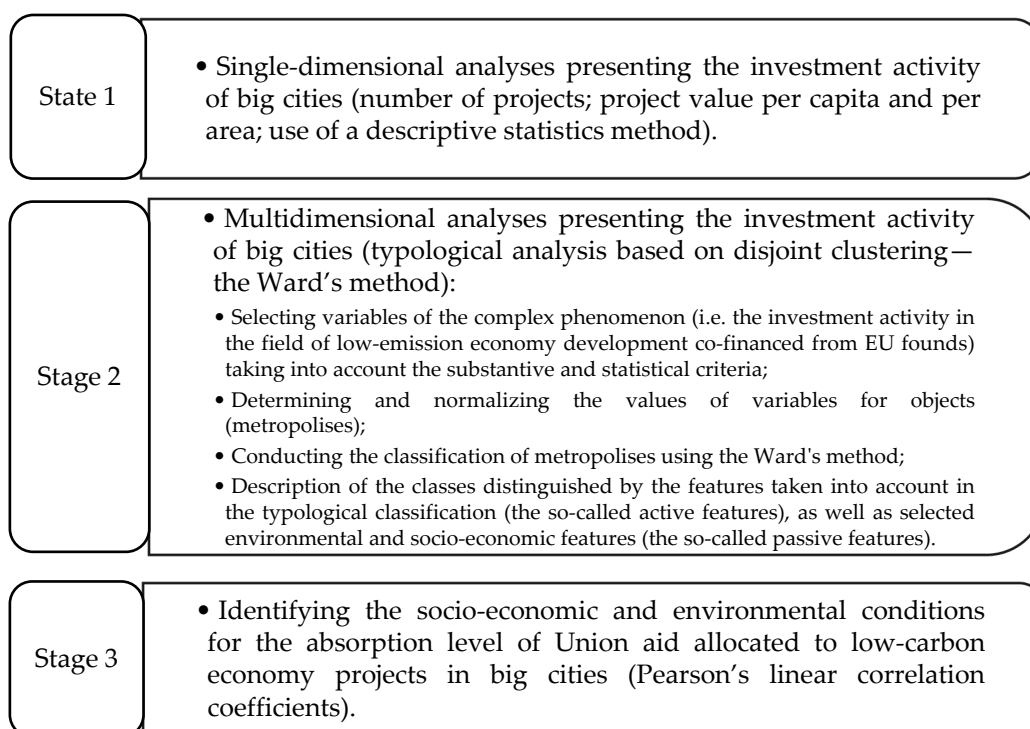 State 1
• Single-dimensional analyses presenting the investment activity
of big cities (number of projects; project value per capita and per
area; use of a descriptive statistics method).
Stage 2
• Multidimensional analyses presenting the investment activity
of big cities (typological analysis based on disjoint clustering—
the Ward’s method):
• Selecting variables of the complex phenomenon (i.e. the investment activity in
the field of low-emission economy development co-financed from EU founds)
taking into account the substantive and statistical criteria;
• Determining and normalizing the values of variables for objects
(metropolises);
• Conducting the classification of metropolises using the Ward's method;
• Description of the classes distinguished by the features taken into account in
the typological classification (the so-called active features), as well as selected
environmental and socio-economic features (the so-called passive features).
Stage 3
• Identifying the socio-economic and environmental conditions
for the absorption level of Union aid allocated to low-carbon
economy projects in big cities (Pearson’s linear correlation
coefficients).